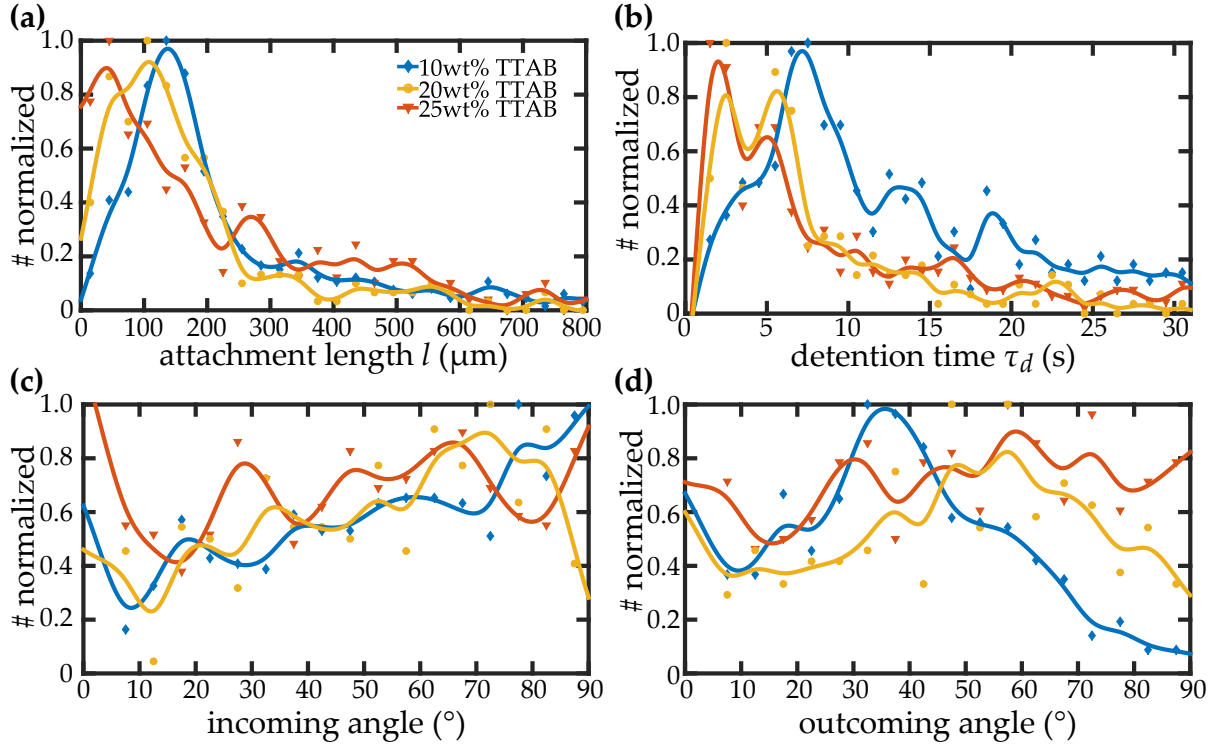 (a)
1.0
0.8
0.6
0.4
0.2
0
# normalized
10wt% TTAB
20wt% TTAB
25wt% TTAB
0 100 200 300 400 500 600 700 800
attachment length l (μm)
(b)
1.0
0.8
0.6
0.4
0.2
0
# normalized
5 10 15 20 25 30
detention time τd (s)
(c)
1.0
0.8
0.6
0.4
0.2
0
# normalized
0 10 20 30 40 50 60 70 80 90
incoming angle (°)
(d)
1.0
0.8
0.6
0.4
0.2
0
# normalized
0 10 20 30 40 50 60 70 80 90
outcoming angle (°)